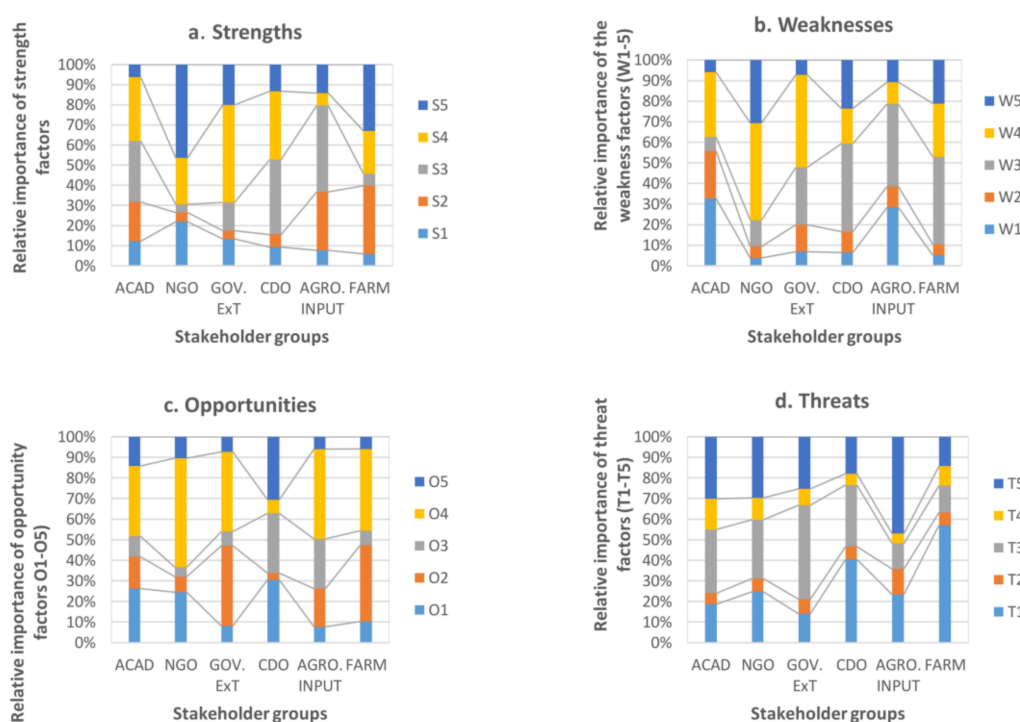 a. Strengths
Relative importance of strength
factors
100%
90%
80%
70%
60%
50%
40%
30%
20%
10%
0%
ACAD NGO GOV. CDO AGRO. FARM
ExT INPUT
Stakeholder groups
S5
S4
S3
S2
S1
b. Weaknesses
Relative importance of the
weakness factors (W1-5)
100%
90%
80%
70%
60%
50%
40%
30%
20%
10%
0%
ACAD NGO GOV. CDO AGRO. FARM
ExT INPUT
Stakeholder groups
W5
W4
W3
W2
W1
c. Opportunities
Relative importance of opportunity
factors O1-O5)
100%
90%
80%
70%
60%
50%
40%
30%
20%
10%
0%
ACAD NGO GOV. CDO AGRO. FARM
ExT INPUT
Stakeholder groups
O5
O4
O3
O2
O1
d. Threats
Relative importance of threat
factors (T1-T5)
100%
90%
80%
70%
60%
50%
40%
30%
20%
10%
0%
ACAD NGO GOV. CDO AGRO. FARM
ExT INPUT
Stakeholder groups
T5
T4
T3
T2
T1